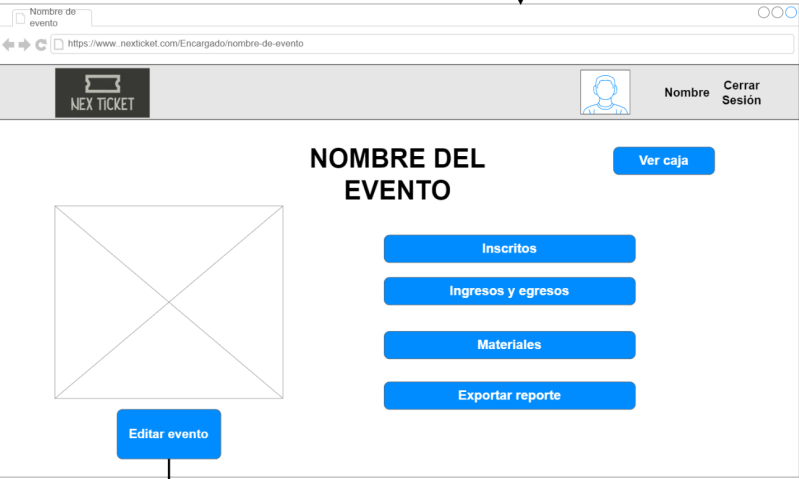 Nombre de
evento
https://www..nexticket.com/Encargado/nombre-de-evento
NEX TICKET
Nombre
Cerrar
Sesión
NOMBRE DEL
EVENTO
Ver caja
Inscritos
Ingresos y egresos
Materiales
Exportar reporte
Editar evento